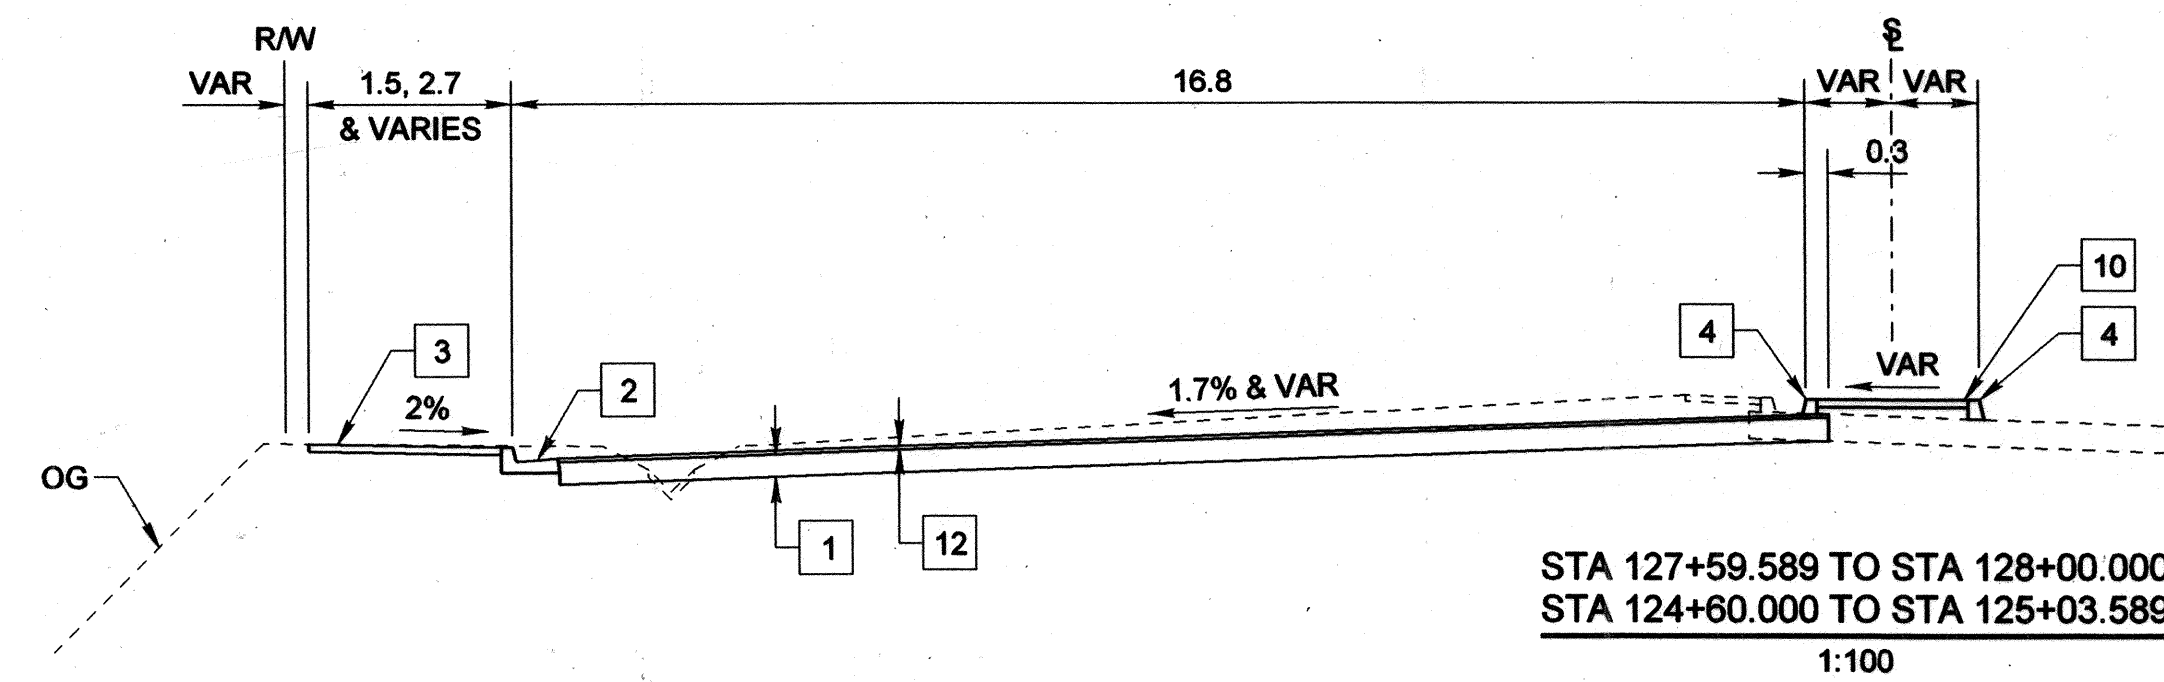 R/W
VAR
1.5, 2.7
& VARIES
16.8
℄
VAR
VAR
0.3
10
4
4
VAR
3
2
2%
1.7% & VAR
OG
1
12
STA 127+59.589 TO STA 128+00.000
STA 124+60.000 TO STA 125+03.589
1:100